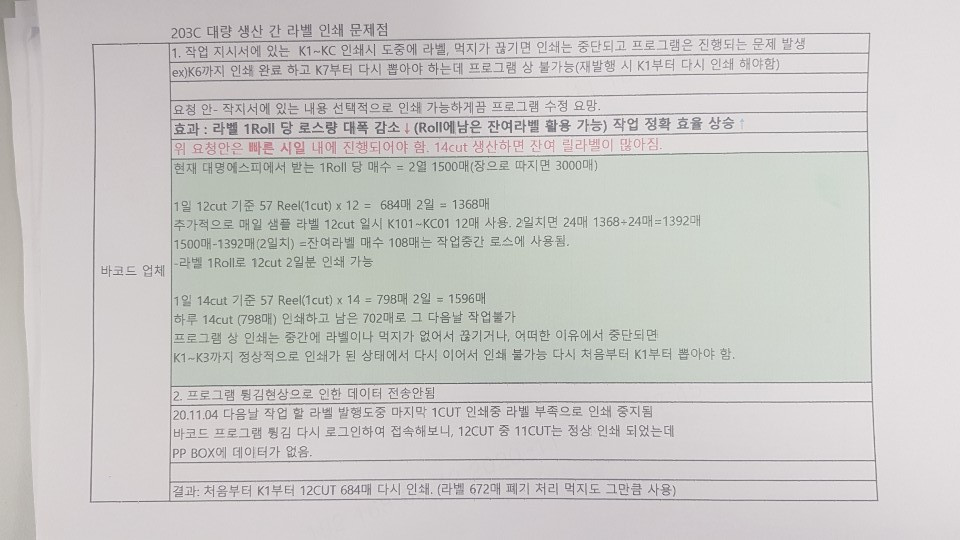 203C 대량 생산 간 라벨 인쇄 문제점
1. 작업 지시서에 있는 K1~KC 인쇄시 도중에 라벨, 먹지가 끊기면 인쇄는 중단되고 프로그램은 진행되는 문제 발생
ex)K6까지 인쇄 완료 하고 K7부터 다시 뽑아야 하는데 프로그램 상 불가능(재발행 시 K1부터 다시 인쇄 해야함)
요청 안- 작지서에 있는 내용 선택적으로 인쇄 가능하게끔 프로그램 수정 요망.
효과 : 라벨 1Roll 당 로스량 대폭 감소↓(Roll에남은 잔여라벨 활용 가능) 작업 정확 효율 상승↑
위 요청안은 빠른 시일 내에 진행되어야 함. 14cut 생산하면 잔여 릴라벨이 많아짐.
현재 대명에스피에서 받는 1Roll 당 매수 = 2열 1500매(장으로 따지면 3000매)
1일 12cut 기준 57 Reel(1cut) x 12 = 684매 2일 = 1368매
추가적으로 매일 샘플 라벨 12cut 일시 K101~KC01 12매 사용. 2일치면 24매 1368+24=1392매
1500매-1392매(2일치) =잔여라벨 매수 108매는 작업중간 로스에 사용됨.
-라벨 1Roll로 12cut 2일분 인쇄 가능
바코드 업체
1일 14cut 기준 57 Reel(1cut) x 14 = 798매 2일 = 1596매
하루 14cut (798매) 인쇄하고 남은 702매로 그 다음날 작업불가
프로그램 상 인쇄는 중간에 라벨이나 먹지가 없어서 끊기거나, 어떠한 이유에서 중단되면
K1~K3까지 정상적으로 인쇄가 된 상태에서 다시 이어서 인쇄 불가능 다시 처음부터 K1부터 뽑아야 함.
2. 프로그램 튕김현상으로 인한 데이터 전송안됨
20.11.04 다음날 작업 할 라벨 발행도중 마지막 1CUT 인쇄중 라벨 부족으로 인쇄 중지됨
바코드 프로그램 튕김 다시 로그인하여 접속해보니, 12CUT 중 11CUT는 정상 인쇄 되었는데
PP BOX에 데이터가 없음.
결과: 처음부터 K1부터 12CUT 684매 다시 인쇄. (라벨 672매 폐기 처리 먹지도 그만큼 사용)